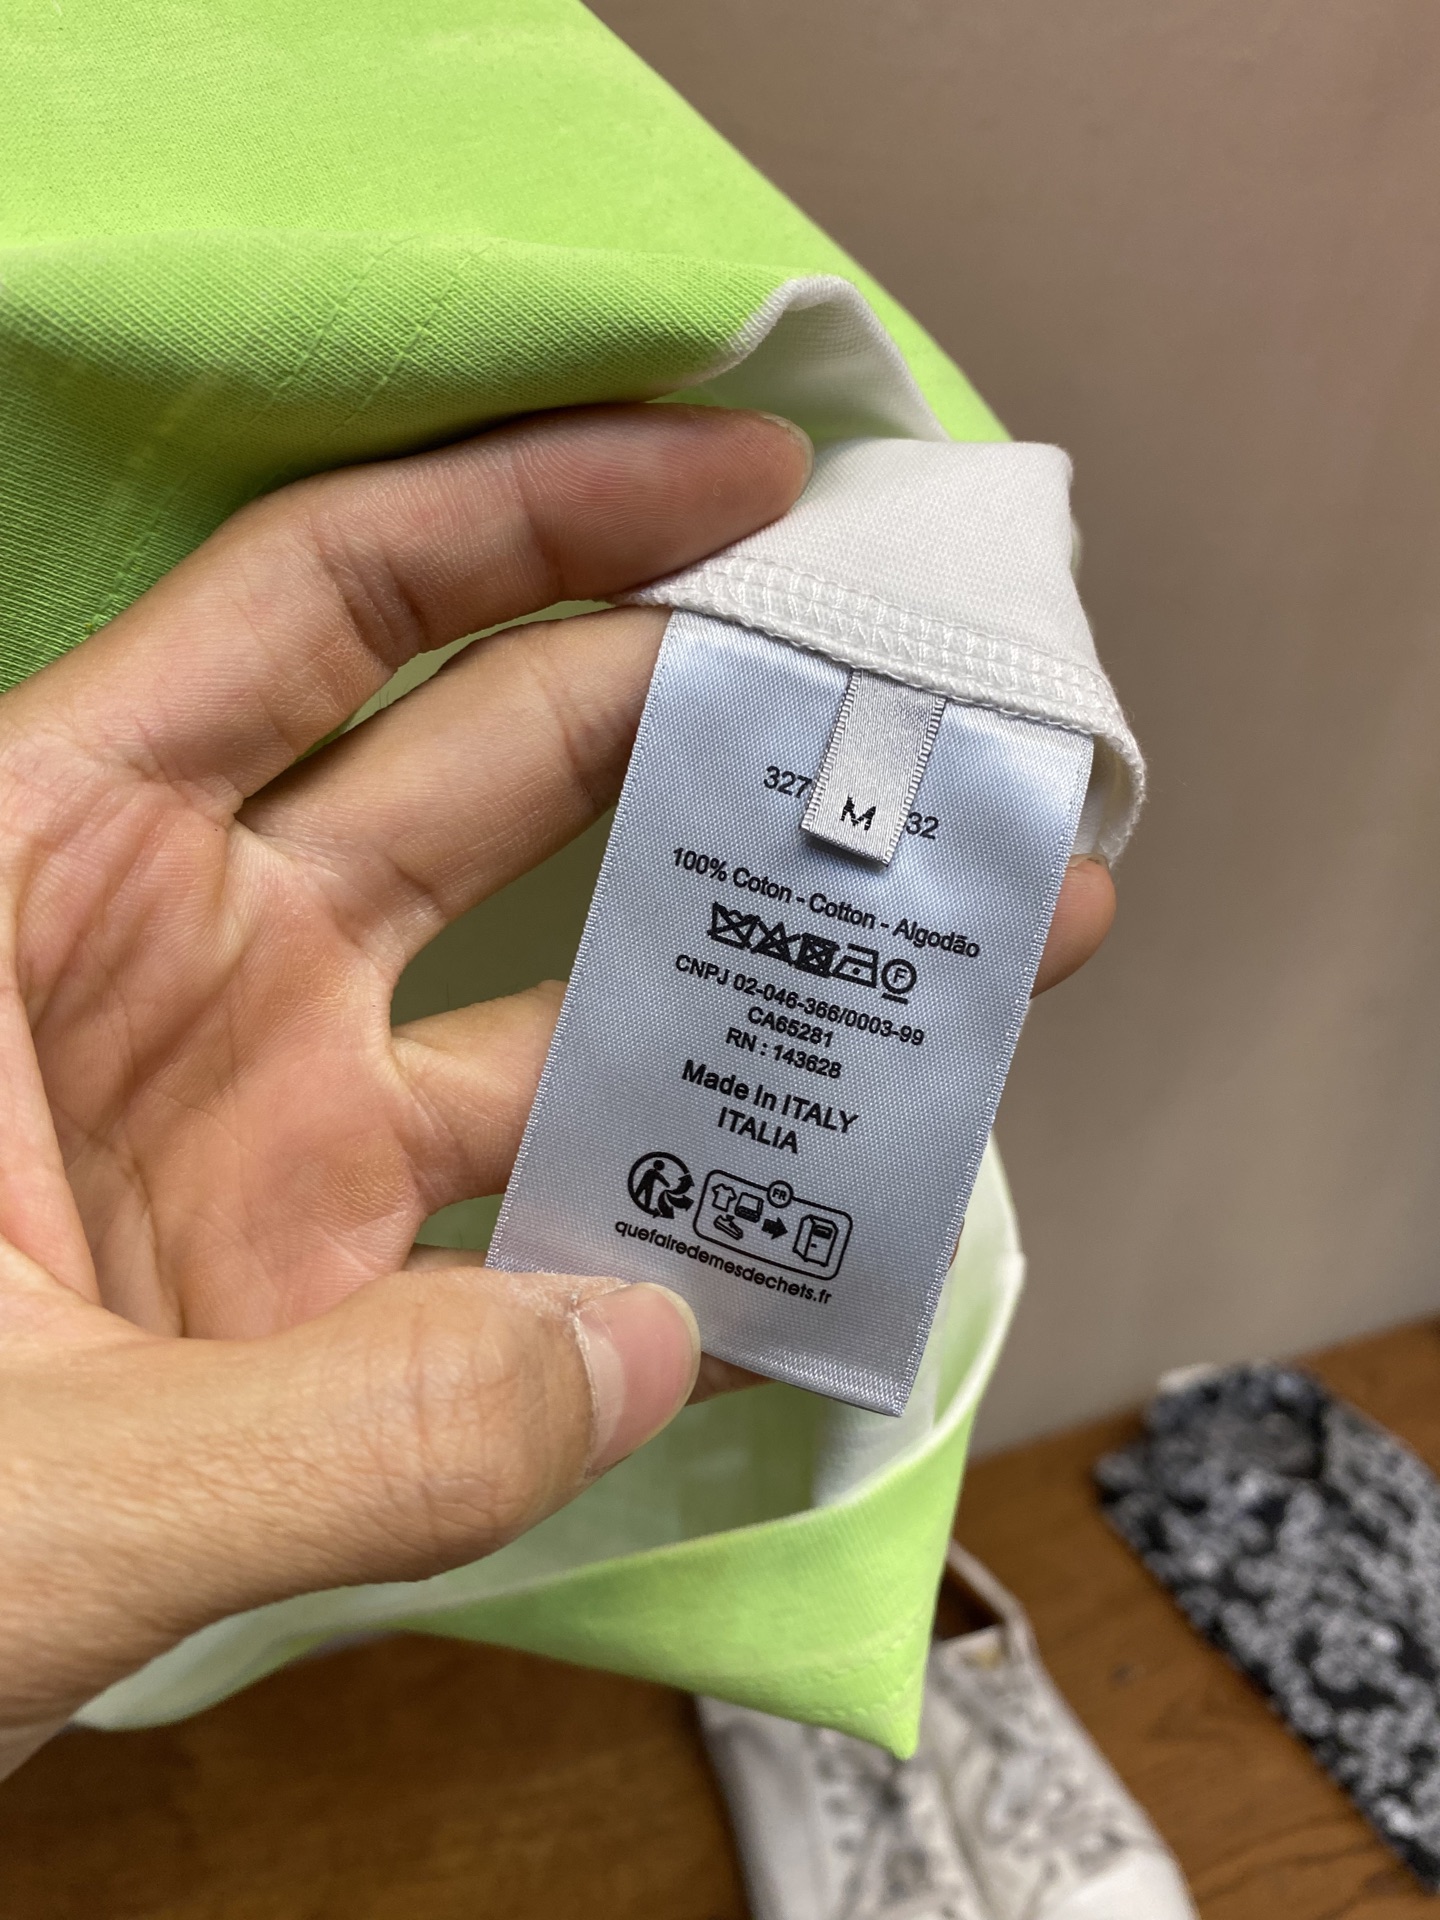 M
327 32
100% Coton - Cotton - Algodão
F
CNPJ 02-046-366/0003-99
CA65281
RN : 143628
Made In ITALY
ITALIA
FR
quefairedemesdechets.fr